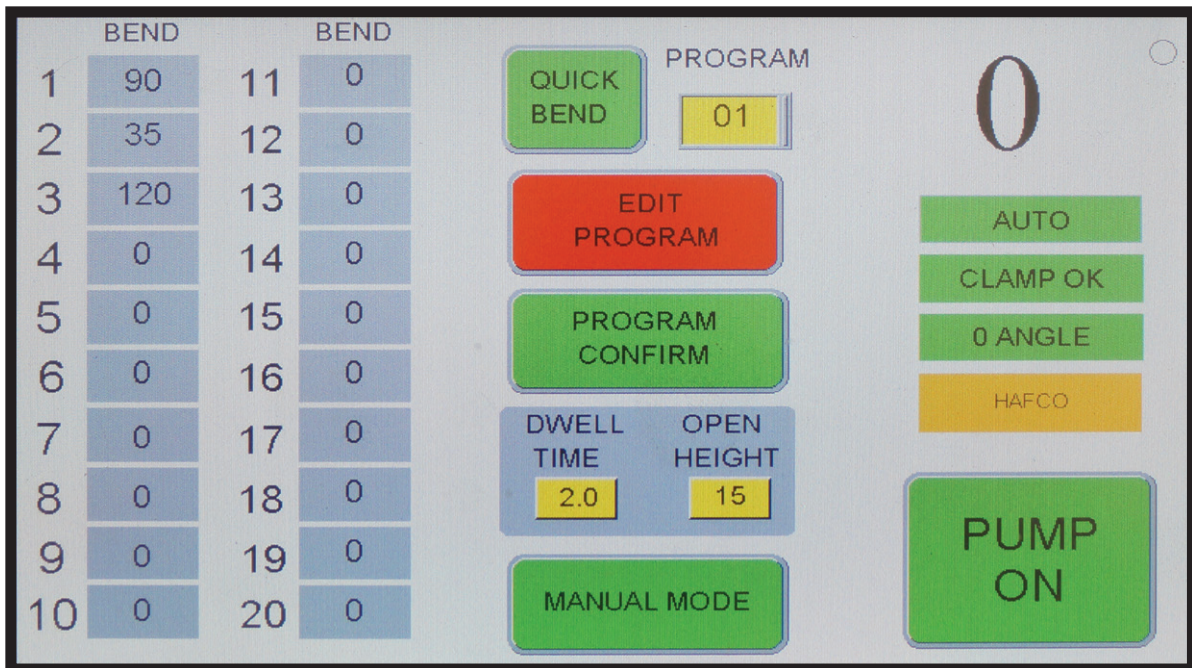 BEND BEND
1 90 11 0
2 35 12 0
3 120 13 0
4 0 14 0
5 0 15 0
6 0 16 0
7 0 17 0
8 0 18 0
9 0 19 0
10 0 20 0
QUICK
BEND
PROGRAM
01
EDIT
PROGRAM
PROGRAM
CONFIRM
DWELL
TIME
2.0
OPEN
HEIGHT
15
MANUAL MODE
0
AUTO
CLAMP OK
0 ANGLE
HAFCO
PUMP
ON